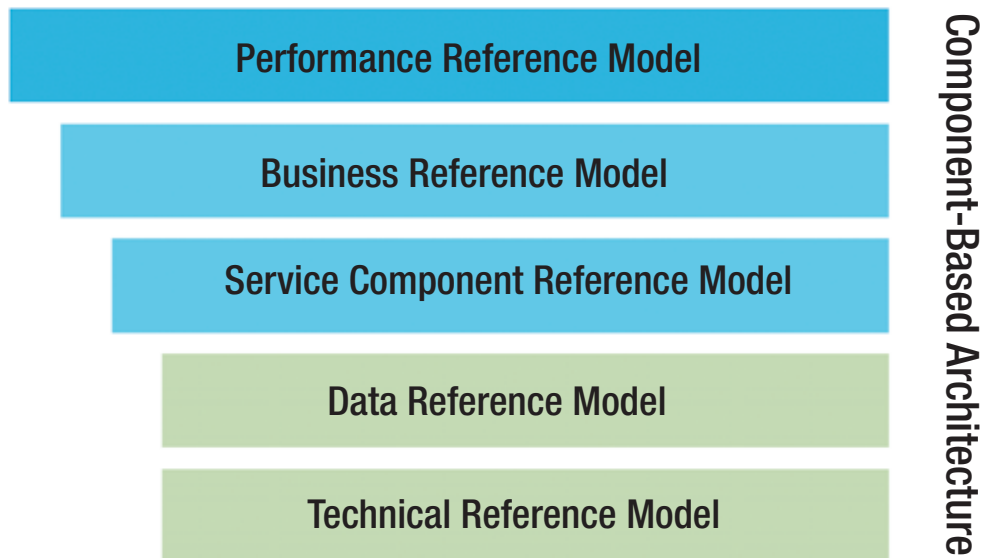 Performance Reference Model
Business Reference Model
Service Component Reference Model
Data Reference Model
Technical Reference Model
Component-Based Architecture